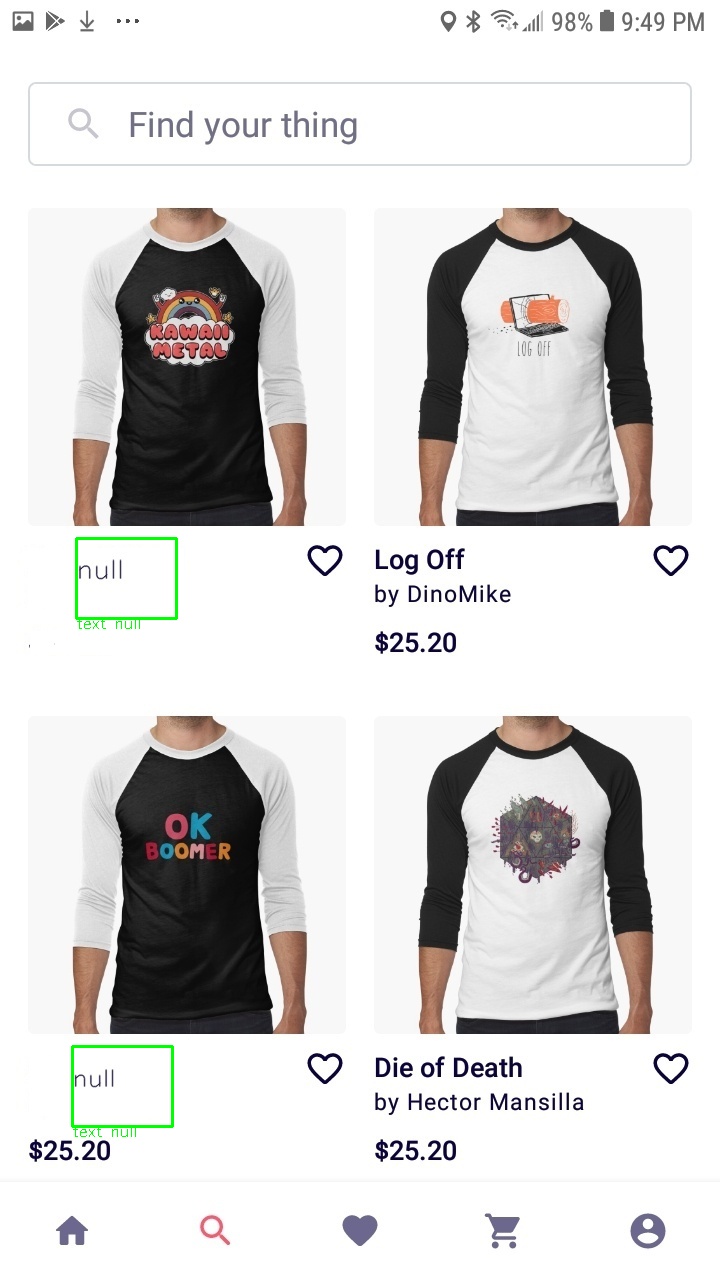 98% 9:49 PM
Find your thing
KAWAII
METAL
LOG OFF
null
text null
Log Off
by DinoMike
$25.20
OK
BOOMER
null
text null
$25.20
Die of Death
by Hector Mansilla
$25.20